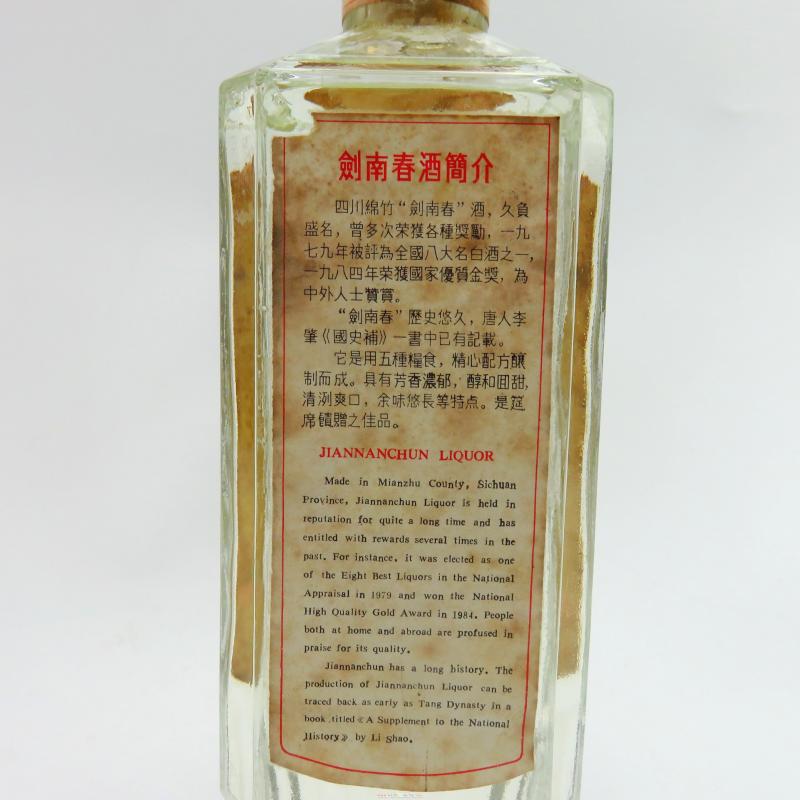 劍南春酒簡介
四川綿竹“劍南春”酒，久負
盛名，曾多次荣獲各種獎勵，一九
七九年被評為全國八大名白酒之一，
一九八四年荣獲國家優質金獎，為
中外人士贊賞。
“劍南春”歷史悠久，唐人李
肇《國史補》一書中已有記載。
它是用五種糧食，精心配方釀
制而成。具有芳香濃郁，醇和回甜，
清洌爽口，余味悠長等特点。是筵
席饋贈之佳品。
JIANNANCHUN LIQUOR
Made in Mianzhu County, Sichuan
Province, Jiannanchun Liquor is held in
reputation for quite a long time and has
entitled with rewards several times in the
past. For instance, it was elected as one
of the Eight Best Liquors in the National
Appraisal in 1979 and won the National
High Quality Gold Award in 1984. People
both at home and abroad are profused in
praise for its quality.
Jiannanchun has a long history. The
production of Jiannanchun Liquor can be
traced back as early as Tang Dynasty in a
book titled《A Supplement to the National
History》by Li Shao.